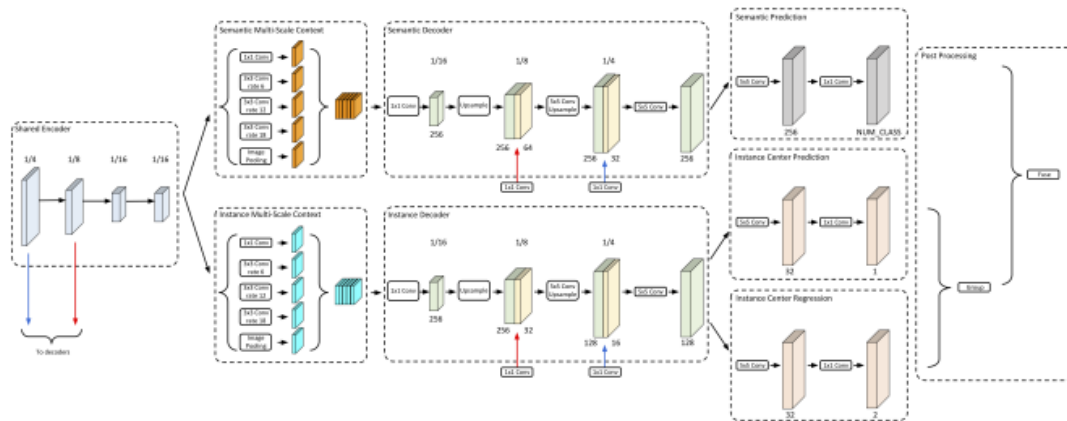 Shared Encoder
1/4
1/8
1/16
1/16
To decoders
Semantic Multi-Scale Context
1x1 Conv
3x3 Conv
rate 6
3x3 Conv
rate 12
3x3 Conv
rate 18
Image
Pooling
Semantic Decoder
1/16
1/8
1/4
1x1 Conv
256
Upsample
256
64
1x1 Conv
5x5 Conv
Upsample
256
32
1x1 Conv
5x5 Conv
256
Semantic Prediction
5x5 Conv
256
1x1 Conv
NUM_CLASS
Instance Multi-Scale Context
1x1 Conv
3x3 Conv
rate 6
3x3 Conv
rate 12
3x3 Conv
rate 18
Image
Pooling
Instance Decoder
1/16
1/8
1/4
1x1 Conv
256
Upsample
256
32
1x1 Conv
5x5 Conv
Upsample
128
16
1x1 Conv
5x5 Conv
128
Instance Center Prediction
5x5 Conv
32
1x1 Conv
1
Instance Center Regression
5x5 Conv
32
1x1 Conv
2
Post Processing
Group
Fuse